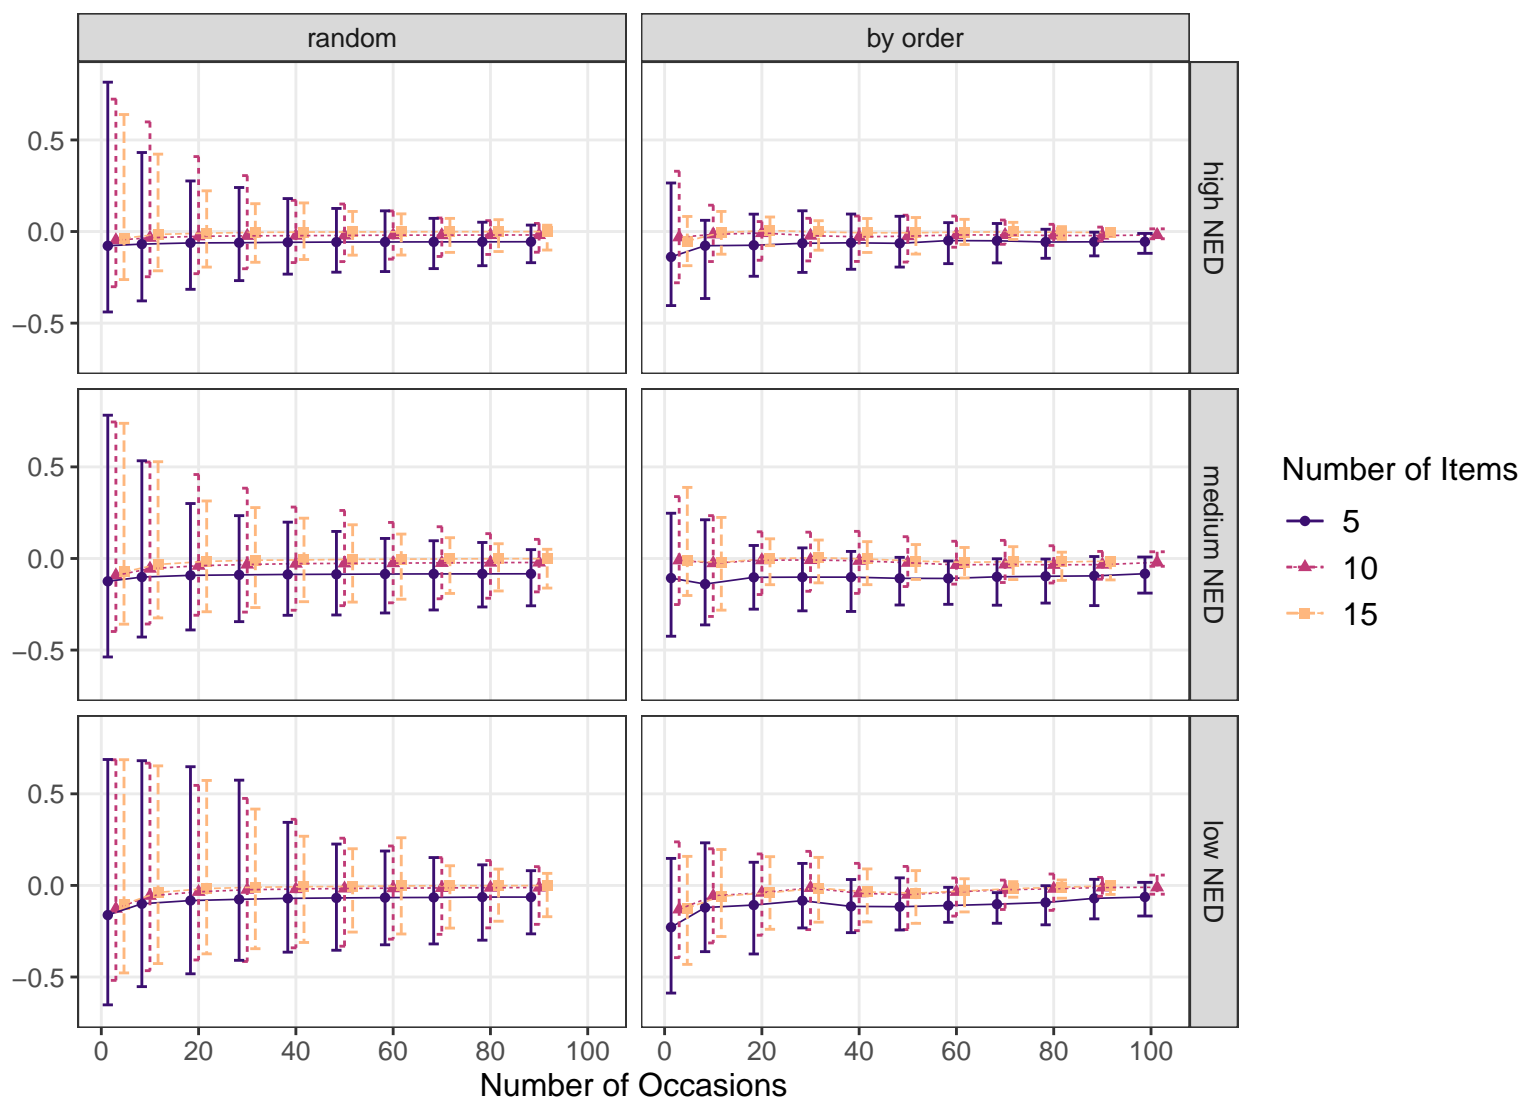 random
by order
0.5
0.0
−0.5
high NED
0.5
0.0
−0.5
medium NED
0.5
0.0
−0.5
low NED
0 20 40 60 80 100
0 20 40 60 80 100
Number of Occasions
Number of Items
5
10
15